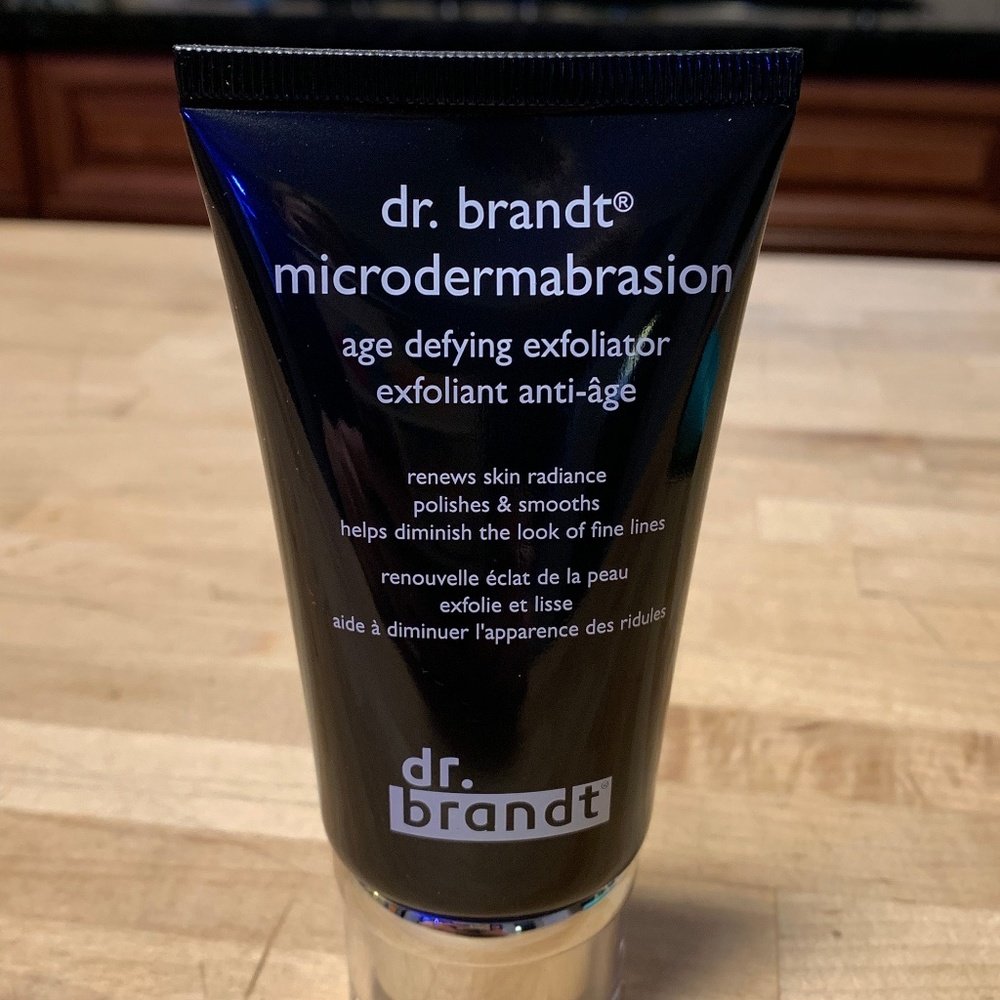 dr. brandt®
microdermabrasion
age defying exfoliator
exfoliant anti-âge
renews skin radiance
polishes & smooths
helps diminish the look of fine lines
renouvelle éclat de la peau
exfolie et lisse
aide à diminuer l'apparence des ridules
dr.
brandt®